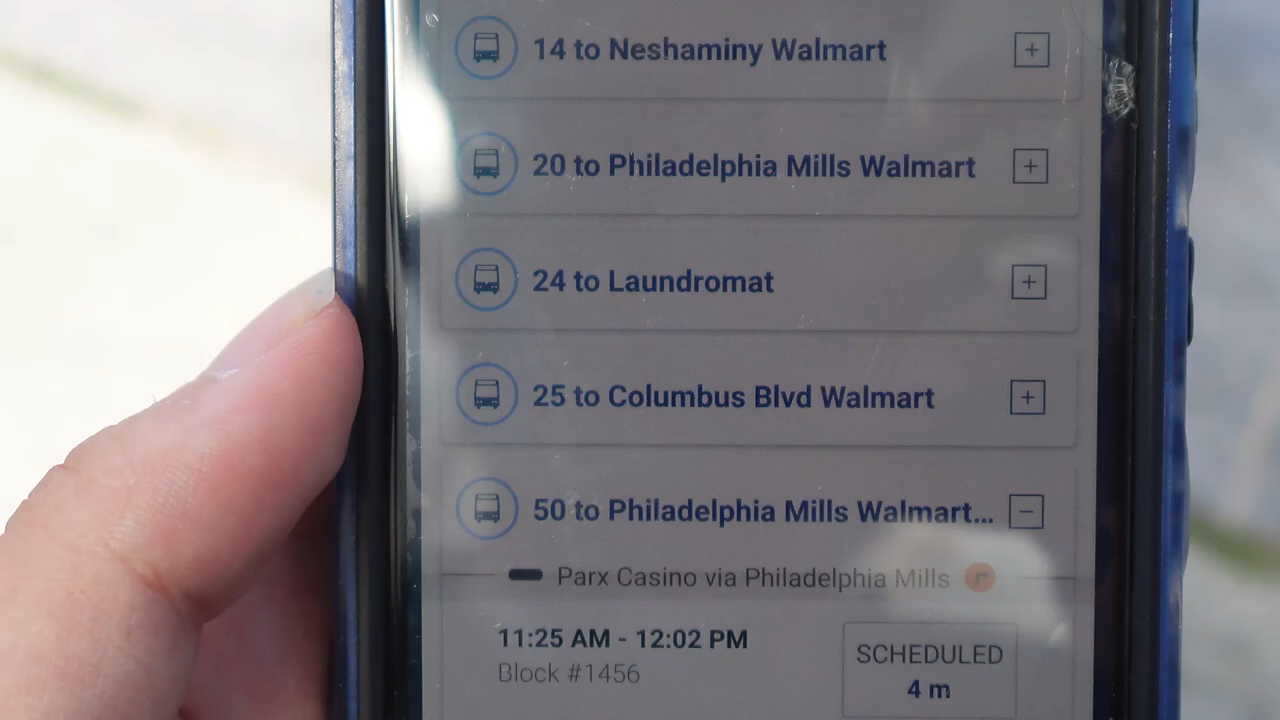 14 to Neshaminy Walmart
20 to Philadelphia Mills Walmart
24 to Laundromat
25 to Columbus Blvd Walmart
50 to Philadelphia Mills Walmart...
Parx Casino via Philadelphia Mills
11:25 AM - 12:02 PM
Block #1456
SCHEDULED
4 m